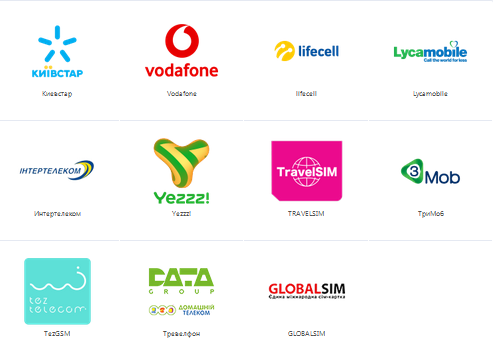 КИЇВСТАР
vodafone
lifecell
Lycamobile
Call the world for less
Киевстар
Vodafone
lifecell
Lycamobile
ІНТЕРТЕЛЕКОМ
Yezzz!
TravelSIM
3Mob
Интертелеком
Yezzz!
TRAVELSIM
ТриМоб
tez
telecom
DATA
GROUP
ДОМАШНІЙ
ТЕЛЕКОМ
GLOBALSIM
Єдина міжнародна сім-картка
TezGSM
Тревелфон
GLOBALSIM